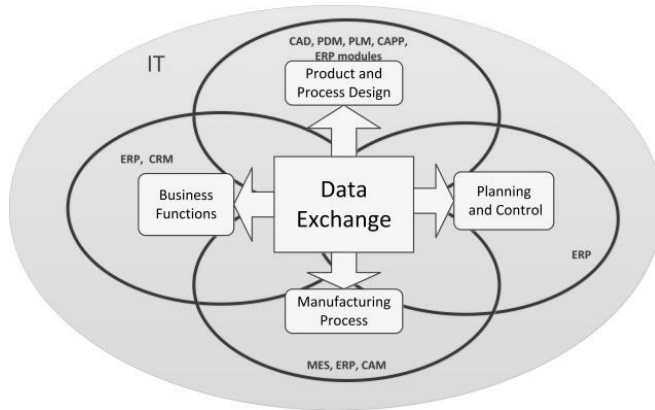 CAD, PDM, PLM, CAPP,
ERP modules
IT
Product and
Process Design
ERP, CRM
Business
Functions
Data
Exchange
Planning
and Control
ERP
Manufacturing
Process
MES, ERP, CAM